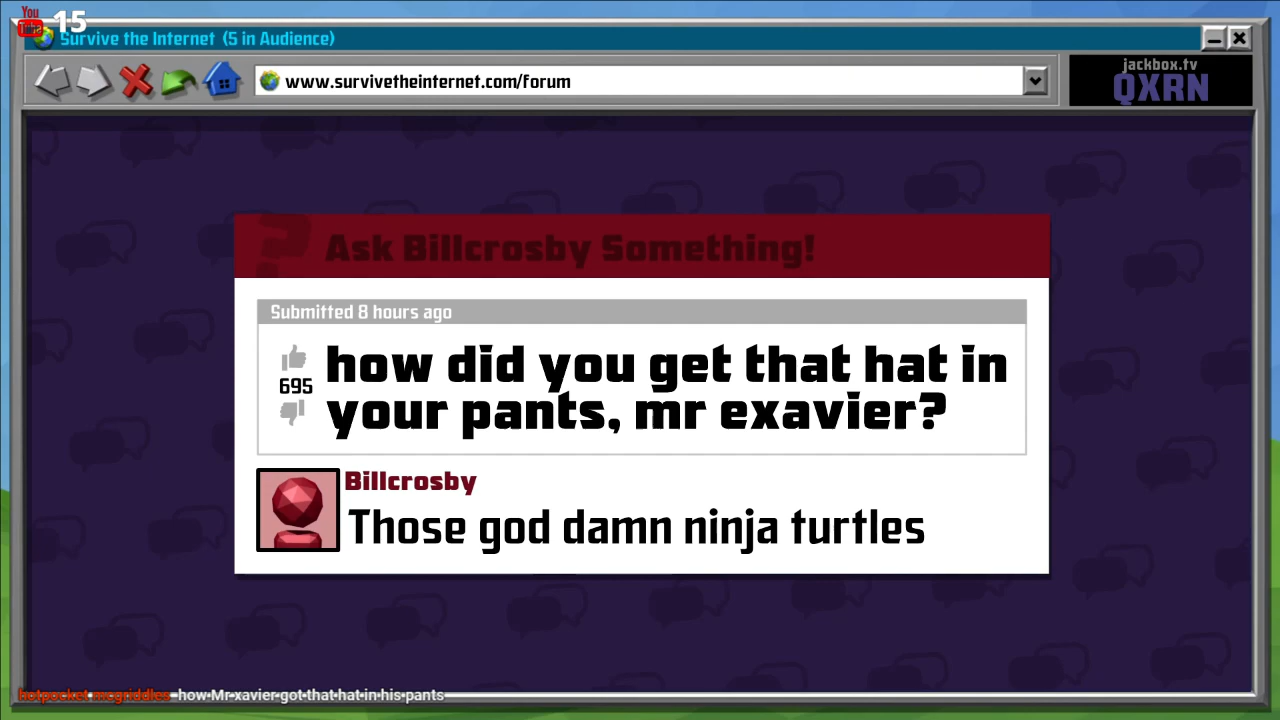 You
Tube
15
Survive the Internet (5 in Audience)
www.survivetheinternet.com/forum
jackbox.tv
QXRN
Ask Billcrosby Something!
Submitted 8 hours ago
695
how did you get that hat in
your pants, mr exavier?
Billcrosby
Those god damn ninja turtles
hotpocket mcgriddles how Mr xavier got that hat in his pants